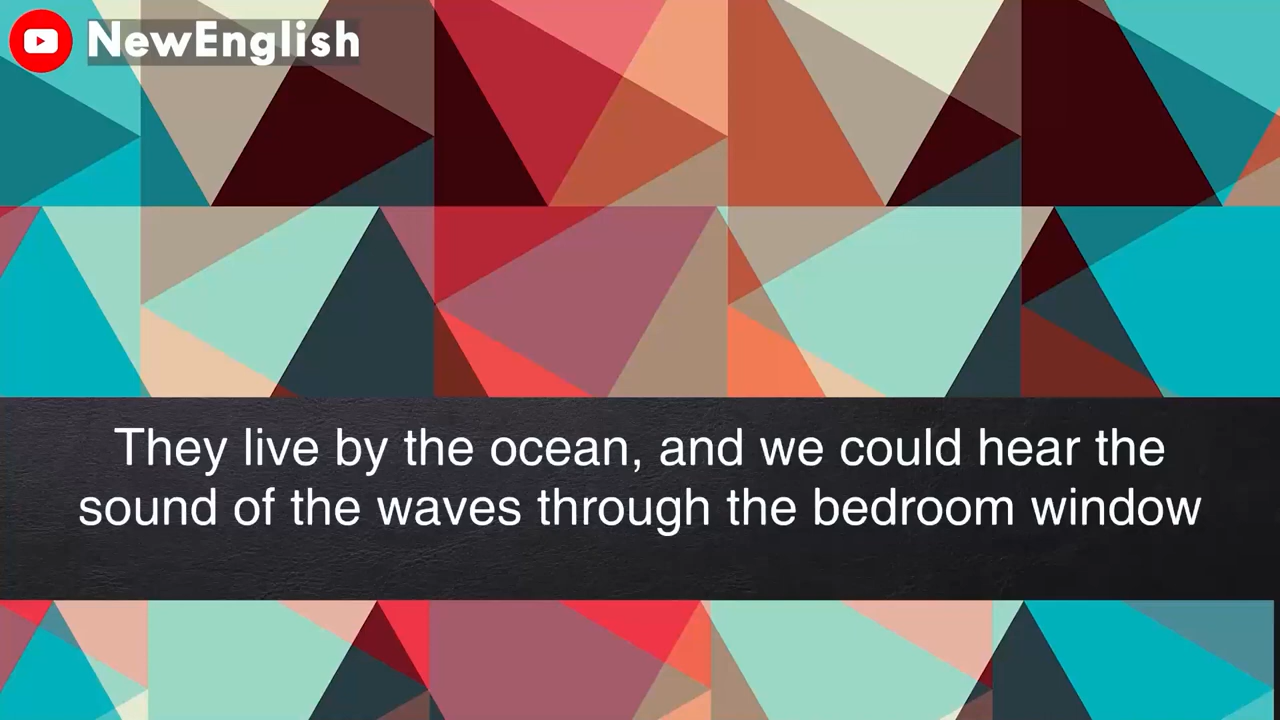 NewEnglish
They live by the ocean, and we could hear the
sound of the waves through the bedroom window